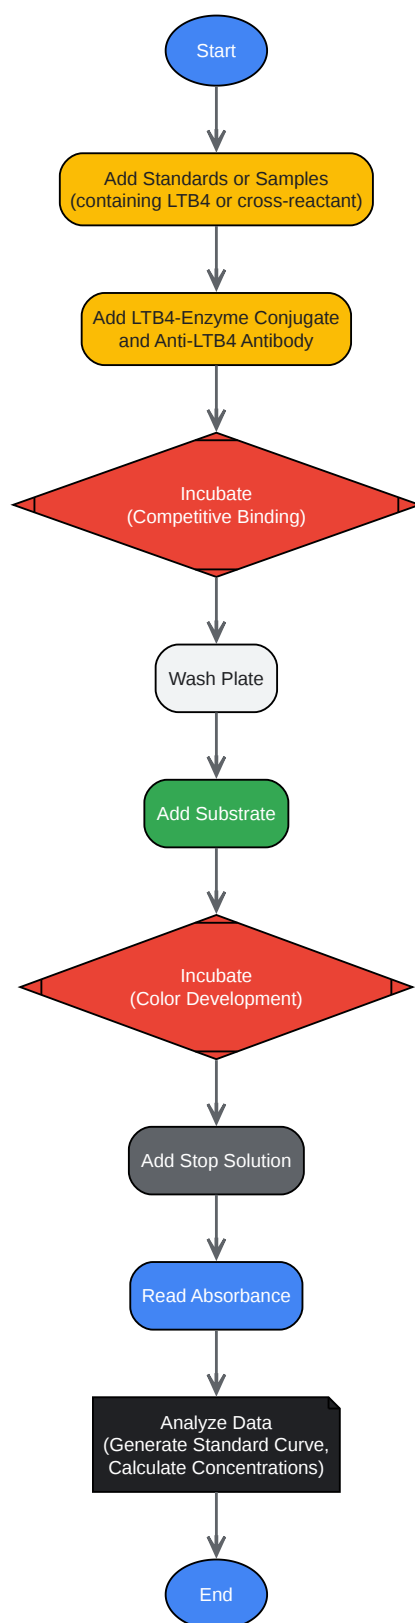 Start
Add Standards or Samples
(containing LTB4 or cross-reactant)
Add LTB4-Enzyme Conjugate
and Anti-LTB4 Antibody
Incubate
(Competitive Binding)
Wash Plate
Add Substrate
Incubate
(Color Development)
Add Stop Solution
Read Absorbance
Analyze Data
(Generate Standard Curve,
Calculate Concentrations)
End